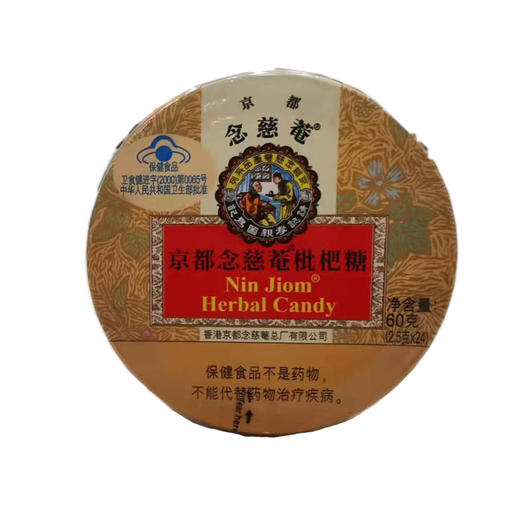 京都
念慈菴®
保健食品
卫食健进字(2000)第0065号
中华人民共和国卫生部批准
京都念慈菴®枇杷糖
Nin Jiom®
Herbal Candy
净含量:
60克
(2.5克x24)
香港京都念慈菴总厂有限公司
保健食品不是药物,
不能代替药物治疗疾病。